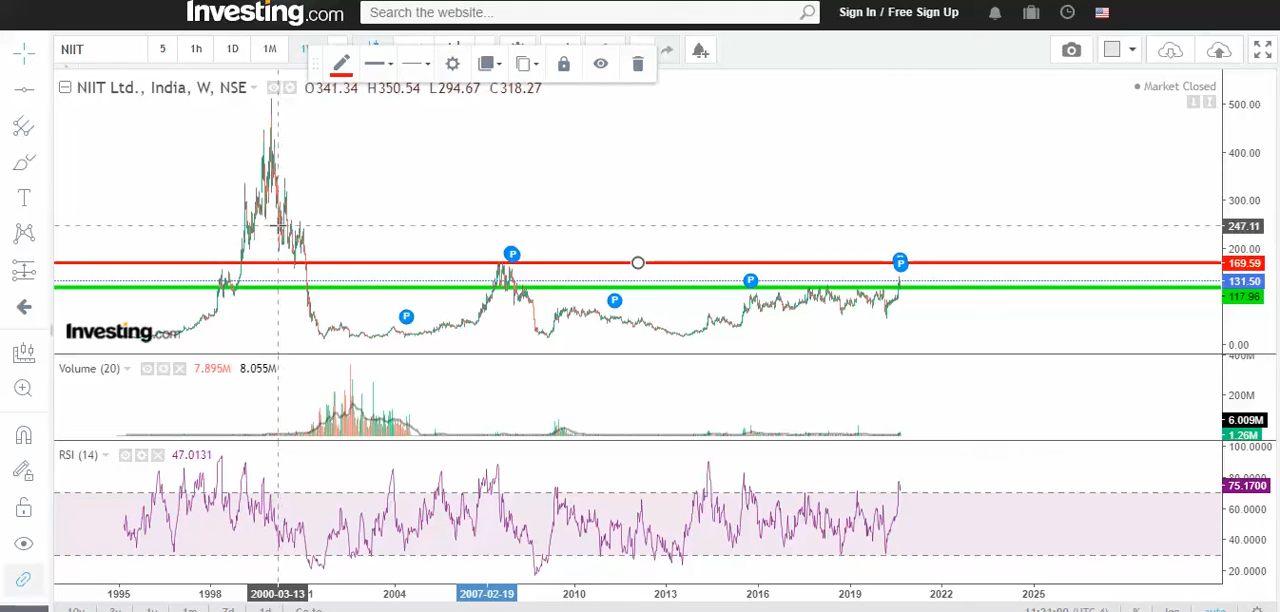 Investing.com
Search the website...
Sign In / Free Sign Up
NIIT
5
1h
1D
1M
NIIT Ltd., India, W, NSE
O341.34 H350.54 L294.67 C318.27
Market Closed
500.00
400.00
300.00
247.11
200.00
169.59
131.50
117.96
0.00
P
P
P
P
P
Investing.com
Volume (20)
7.895M 8.055M
400M
200M
6.009M
1.26M
RSI (14)
47.0131
100.0000
75.1700
60.0000
40.0000
20.0000
1995
1998
2000-03-13
2004
2007-02-19
2010
2013
2016
2019
2022
2025